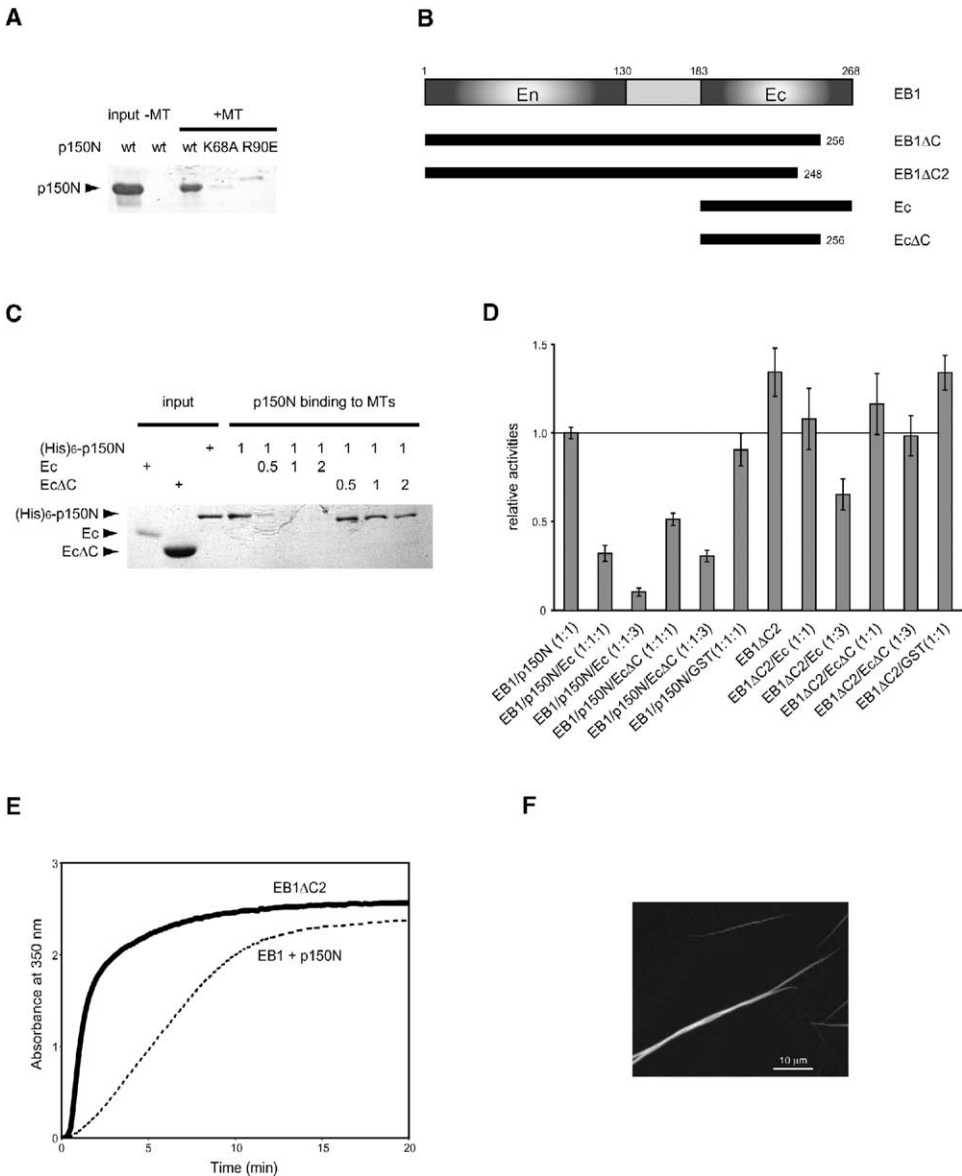 A
input -MT +MT
p150N wt wt wt K68A R90E
p150N
B
1 130 183 268
En Ec EB1
256 EB1ΔC
248 EB1ΔC2
Ec
256 EcΔC
C
input p150N binding to MTs
(His)6-p150N + 1 1 1 1 1 1 1
Ec + 0.5 1 2
EcΔC + 0.5 1 2
(His)6-p150N
Ec
EcΔC
D
relative activities
1.5
1.0
0.5
0
EB1/p150N (1:1)
EB1/p150N/Ec (1:1:1)
EB1/p150N/Ec (1:1:3)
EB1/p150N/EcΔC (1:1:1)
EB1/p150N/EcΔC (1:1:3)
EB1/p150N/GST(1:1:1)
EB1ΔC2
EB1ΔC2/Ec (1:1)
EB1ΔC2/Ec (1:3)
EB1ΔC2/EcΔC (1:1)
EB1ΔC2/EcΔC (1:3)
EB1ΔC2/GST(1:1)
E
Absorbance at 350 nm
3
2
1
0
EB1ΔC2
EB1 + p150N
0 5 10 15 20
Time (min)
F
10 μm